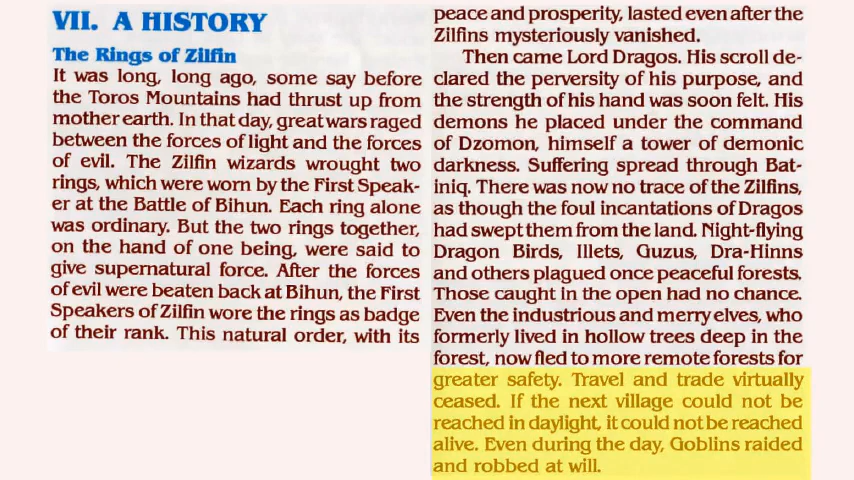 VII. A HISTORY
The Rings of Zilfin
It was long, long ago, some say before
the Toros Mountains had thrust up from
mother earth. In that day, great wars raged
between the forces of light and the forces
of evil. The Zilfin wizards wrought two
rings, which were worn by the First Speak-
er at the Battle of Bihun. Each ring alone
was ordinary. But the two rings together,
on the hand of one being, were said to
give supernatural force. After the forces
of evil were beaten back at Bihun, the First
Speakers of Zilfin wore the rings as badge
of their rank. This natural order, with its
peace and prosperity, lasted even after the
Zilfins mysteriously vanished.
Then came Lord Dragos. His scroll de-
clared the perversity of his purpose, and
the strength of his hand was soon felt. His
demons he placed under the command
of Dzomon, himself a tower of demonic
darkness. Suffering spread through Bat-
iniq. There was now no trace of the Zilfins,
as though the foul incantations of Dragos
had swept them from the land. Night-flying
Dragon Birds, Illets, Guzus, Dra-Hinns
and others plagued once peaceful forests.
Those caught in the open had no chance.
Even the industrious and merry elves, who
formerly lived in hollow trees deep in the
forest, now fled to more remote forests for
greater safety. Travel and trade virtually
ceased. If the next village could not be
reached in daylight, it could not be reached
alive. Even during the day, Goblins raided
and robbed at will.